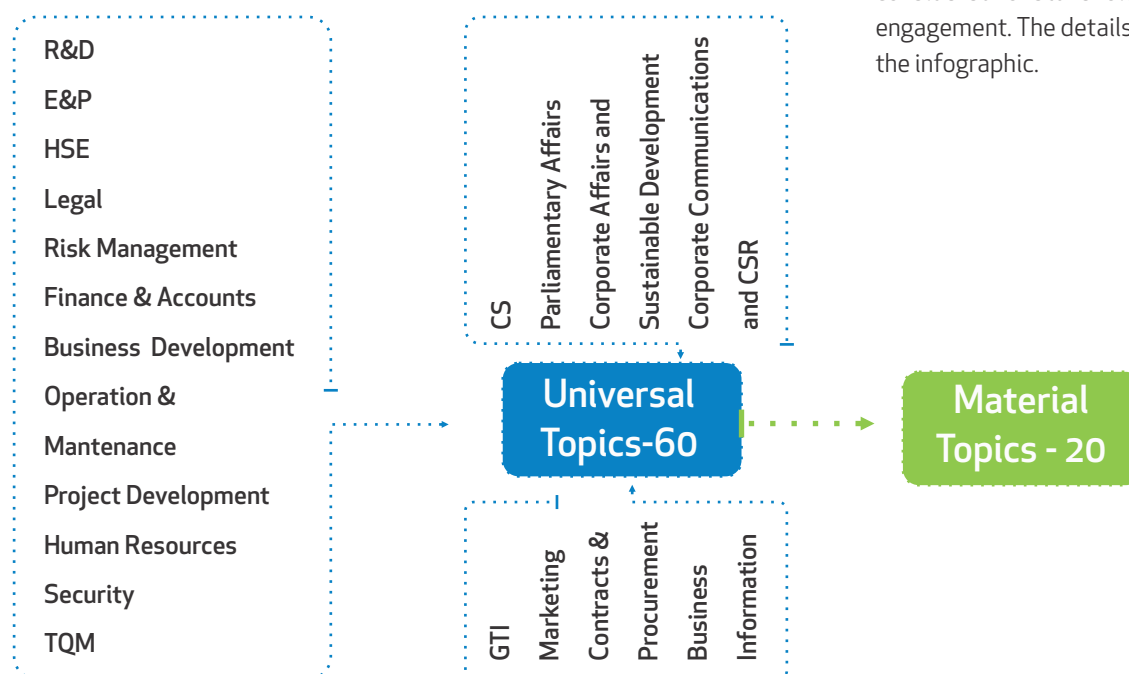 R&D
E&P
HSE
Legal
Risk Management
Finance & Accounts
Business Development
Operation &
Mantenance
Project Development
Human Resources
Security
TQM
CS
Parliamentary Affairs
Corporate Affairs and
Sustainable Development
Corporate Communications
and CSR
Universal
Topics-60
GTI
Marketing
Contracts &
Procurement
Business
Information
Material
Topics - 20
engagement. The details
the infographic.